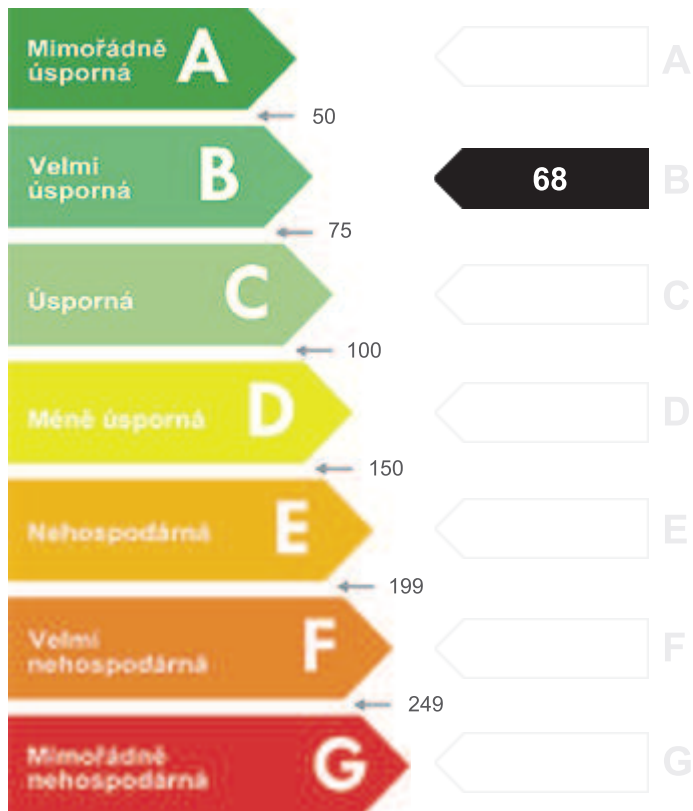 Mimořádně
úsporná
A
A
50
Velmi
úsporná
B
68
B
75
Úsporná
C
C
100
Méně úsporná
D
D
150
Nehospodárná
E
E
199
Velmi
nehospodárná
F
F
249
Mimořádně
nehospodárná
G
G